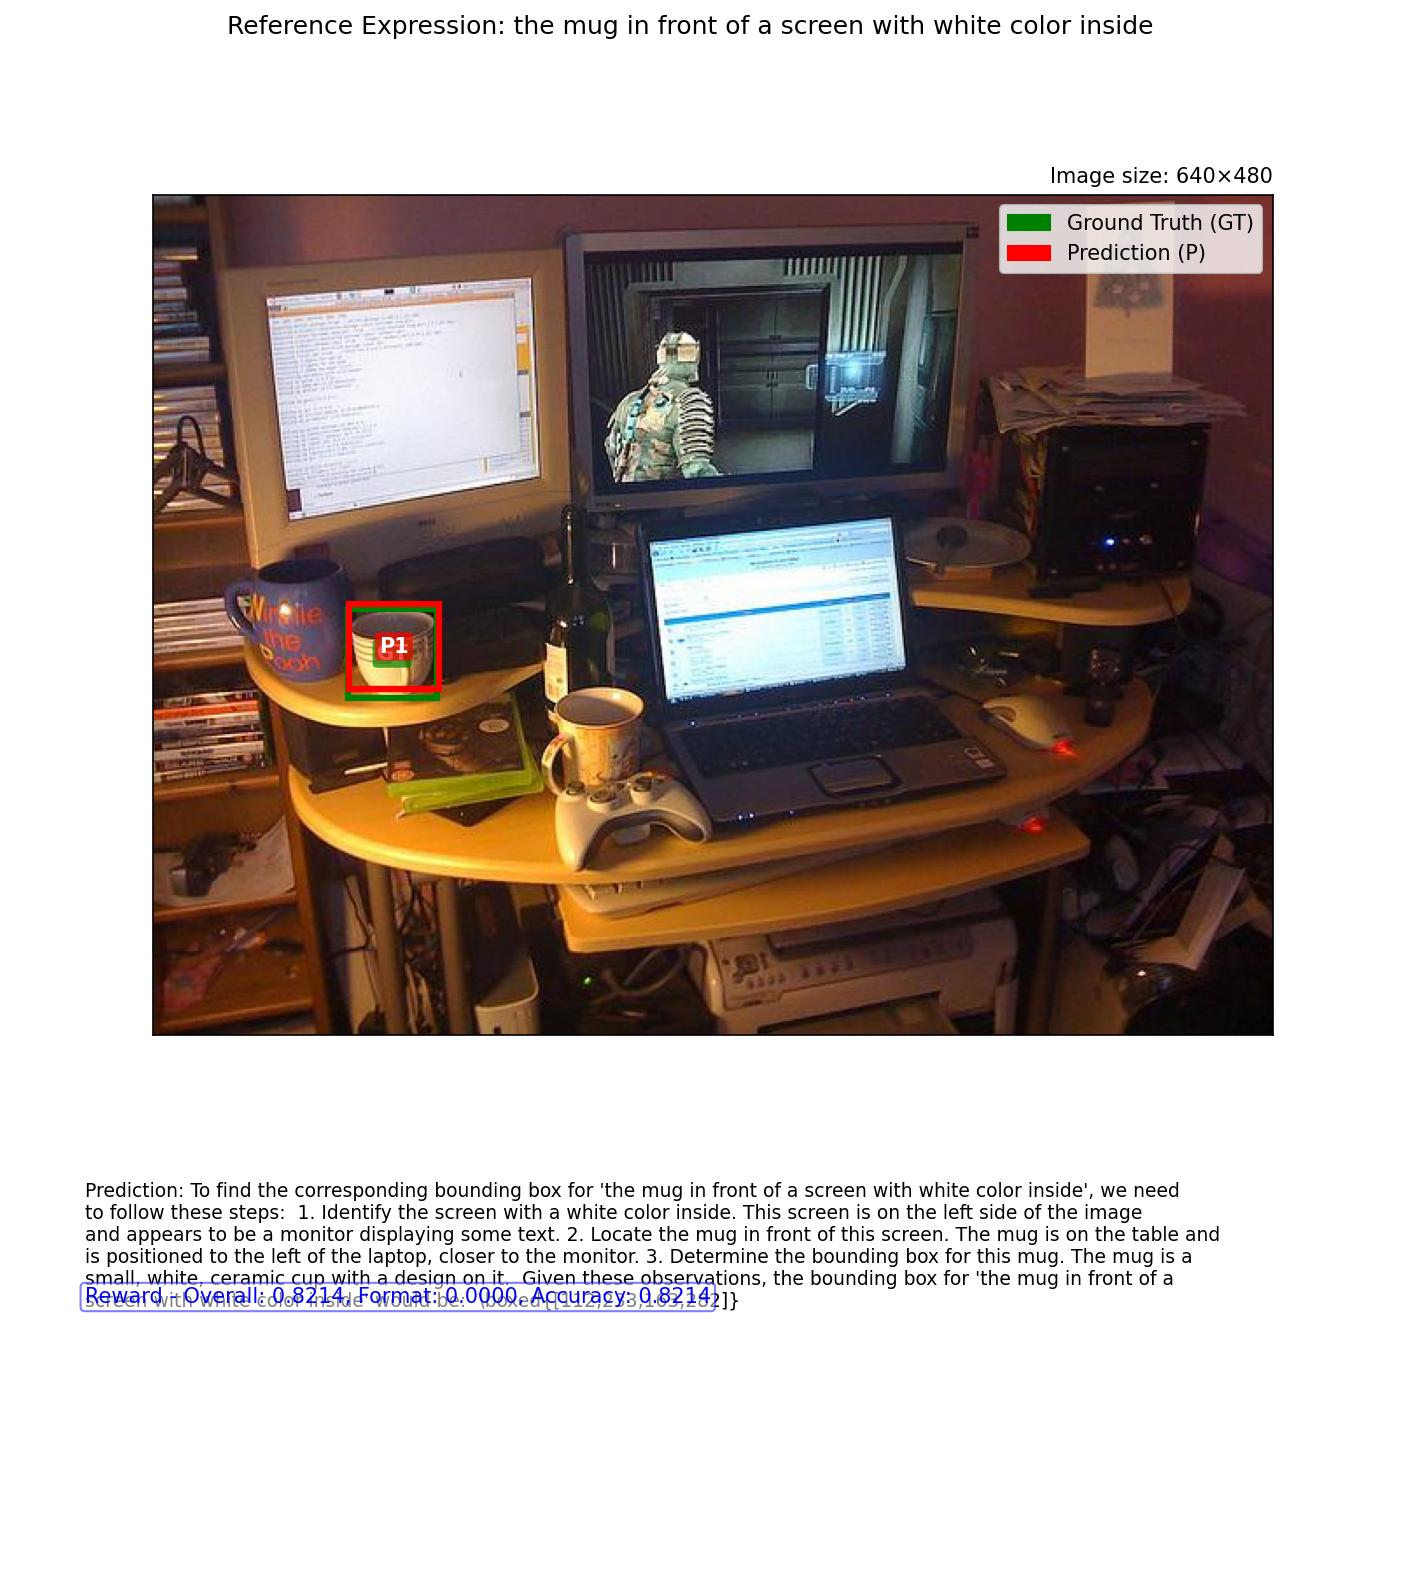 Reference Expression: the mug in front of a screen with white color inside
Image size: 640×480
Ground Truth (GT)
Prediction (P)
Winnie
the
Pooh
P1
Prediction: To find the corresponding bounding box for 'the mug in front of a screen with white color inside', we need
to follow these steps:  1. Identify the screen with a white color inside. This screen is on the left side of the image
and appears to be a monitor displaying some text. 2. Locate the mug in front of this screen. The mug is on the table and
is positioned to the left of the laptop, closer to the monitor. 3. Determine the bounding box for this mug. The mug is a
small, white, ceramic cup with a design on it.  Given these observations, the bounding box for 'the mug in front of a
screen with white color inside' would be:
Reward - Overall: 0.8214, Format: 0.0000, Accuracy: 0.8214